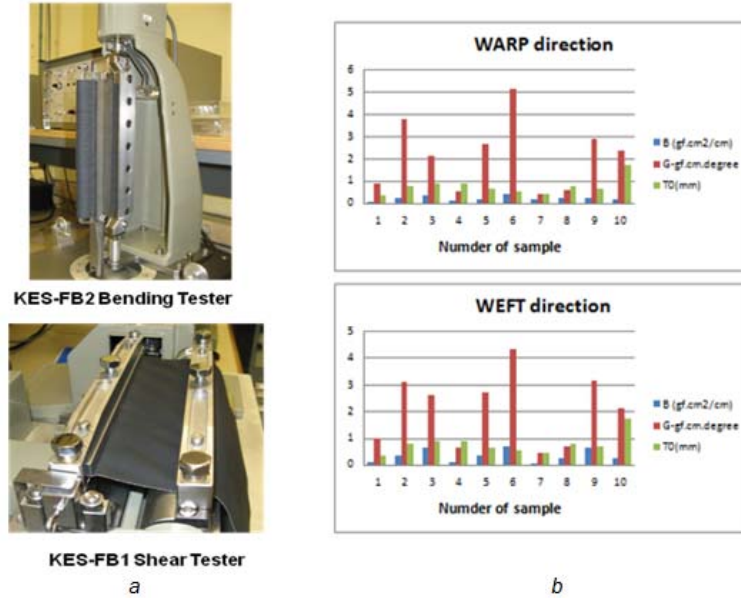 KES-FB2 Bending Tester
KES-FB1 Shear Tester
a
WARP direction
6
5
4
3
2
1
0
1 2 3 4 5 6 7 8 9 10
Numder of sample
B (gf.cm2/cm)
G-gf.cm.degree
T0(mm)
WEFT direction
5
4
3
2
1
0
1 2 3 4 5 6 7 8 9 10
Numder of sample
B (gf.cm2/cm)
G-gf.cm.degree
T0(mm)
b